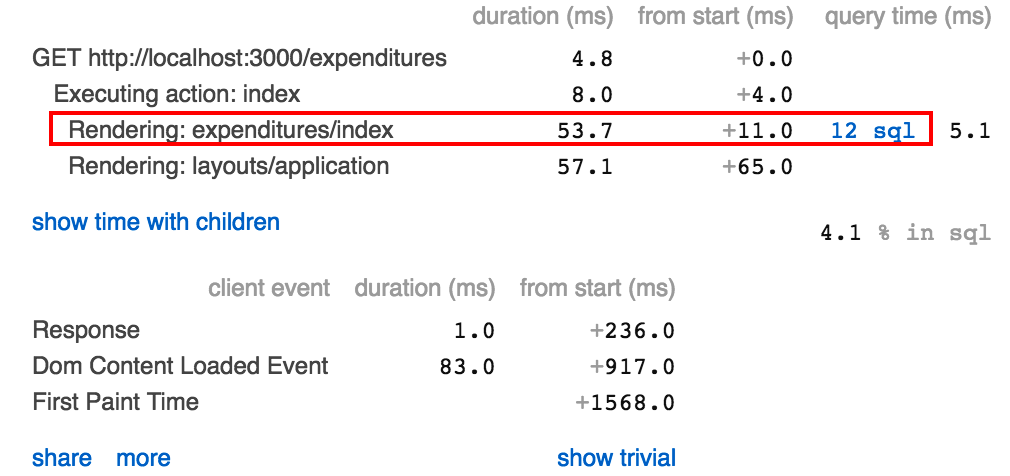 duration (ms) from start (ms) query time (ms)
GET http://localhost:3000/expenditures 4.8 +0.0
Executing action: index 8.0 +4.0
Rendering: expenditures/index 53.7 +11.0 12 sql 5.1
Rendering: layouts/application 57.1 +65.0
show time with children
4.1 % in sql
client event duration (ms) from start (ms)
Response 1.0 +236.0
Dom Content Loaded Event 83.0 +917.0
First Paint Time +1568.0
share more show trivial